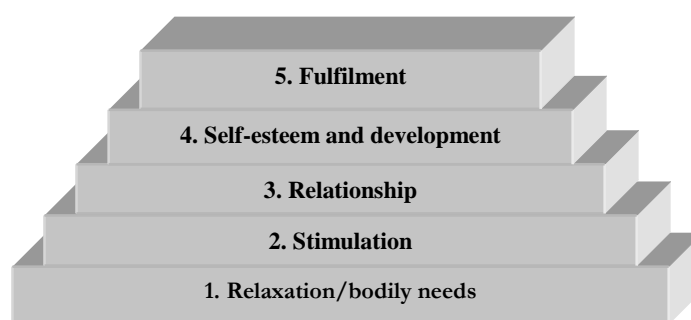 5. Fulfilment
4. Self-esteem and development
3. Relationship
2. Stimulation
1. Relaxation/bodily needs